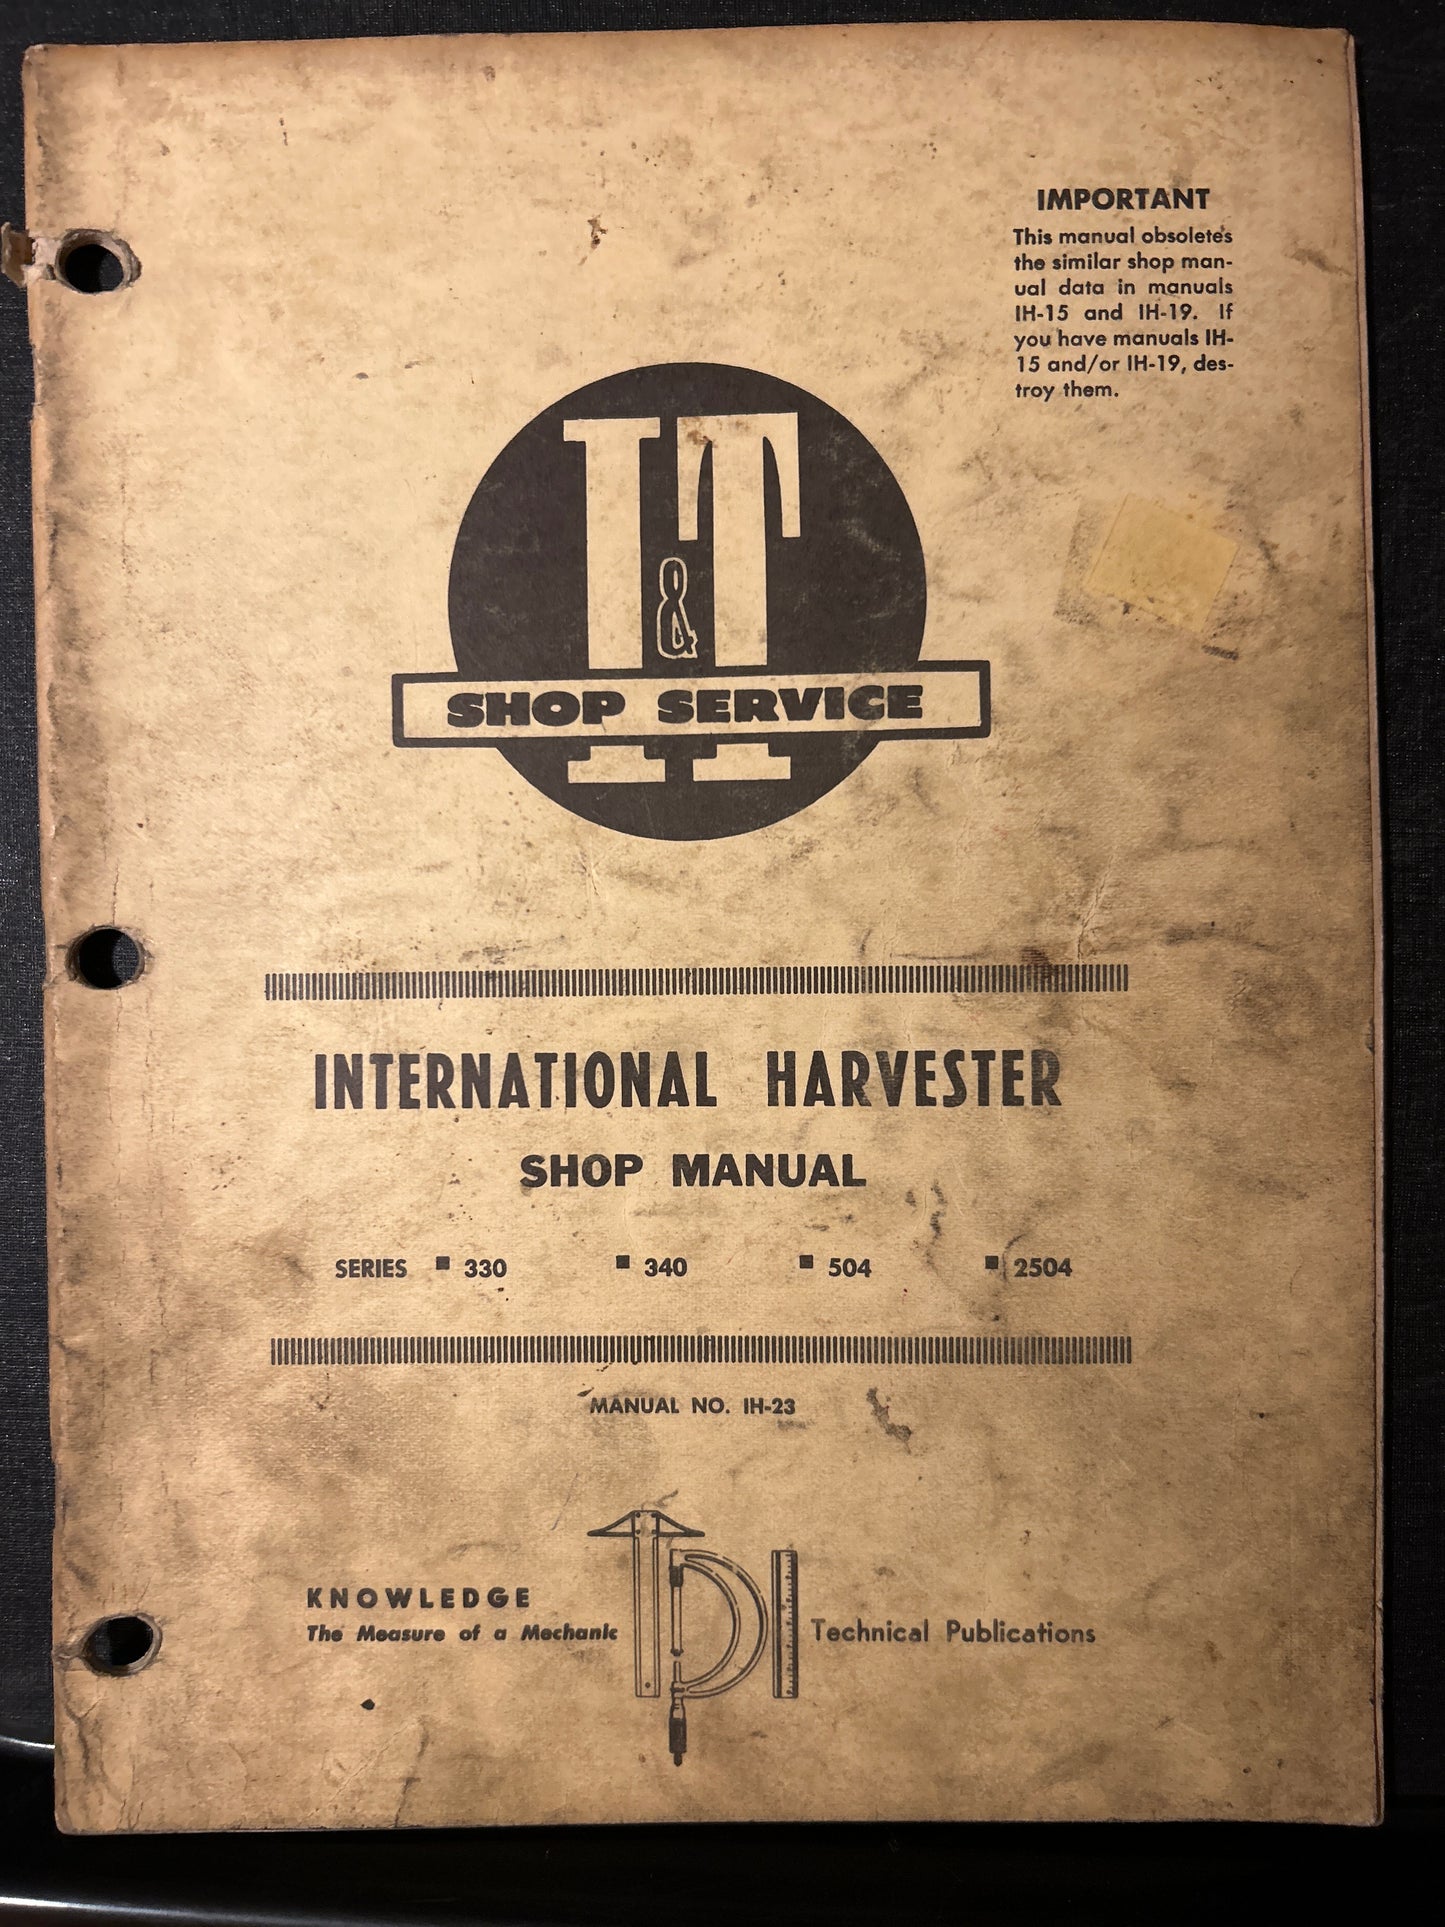 IMPORTANT
This manual obsoletes
the similar shop man-
ual data in manuals
IH-15 and IH-19. If
you have manuals IH-
15 and/or IH-19, des-
troy them.
I&T
SHOP SERVICE
INTERNATIONAL HARVESTER
SHOP MANUAL
SERIES ■ 330 ■ 340 ■ 504 ■ 2504
MANUAL NO. IH-23
KNOWLEDGE
The Measure of a Mechanic
TPI
Technical Publications